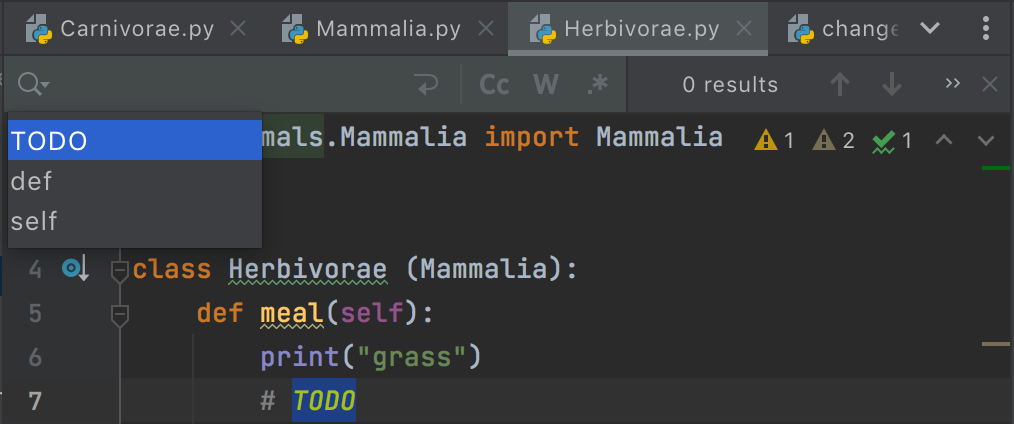 Carnivorae.py Mammalia.py Herbivorae.py change
Cc W .* 0 results
TODO
def
self
mals.Mammalia import Mammalia 1 2 1
4 class Herbivorae (Mammalia):
5 def meal(self):
6 print("grass")
7 # TODO